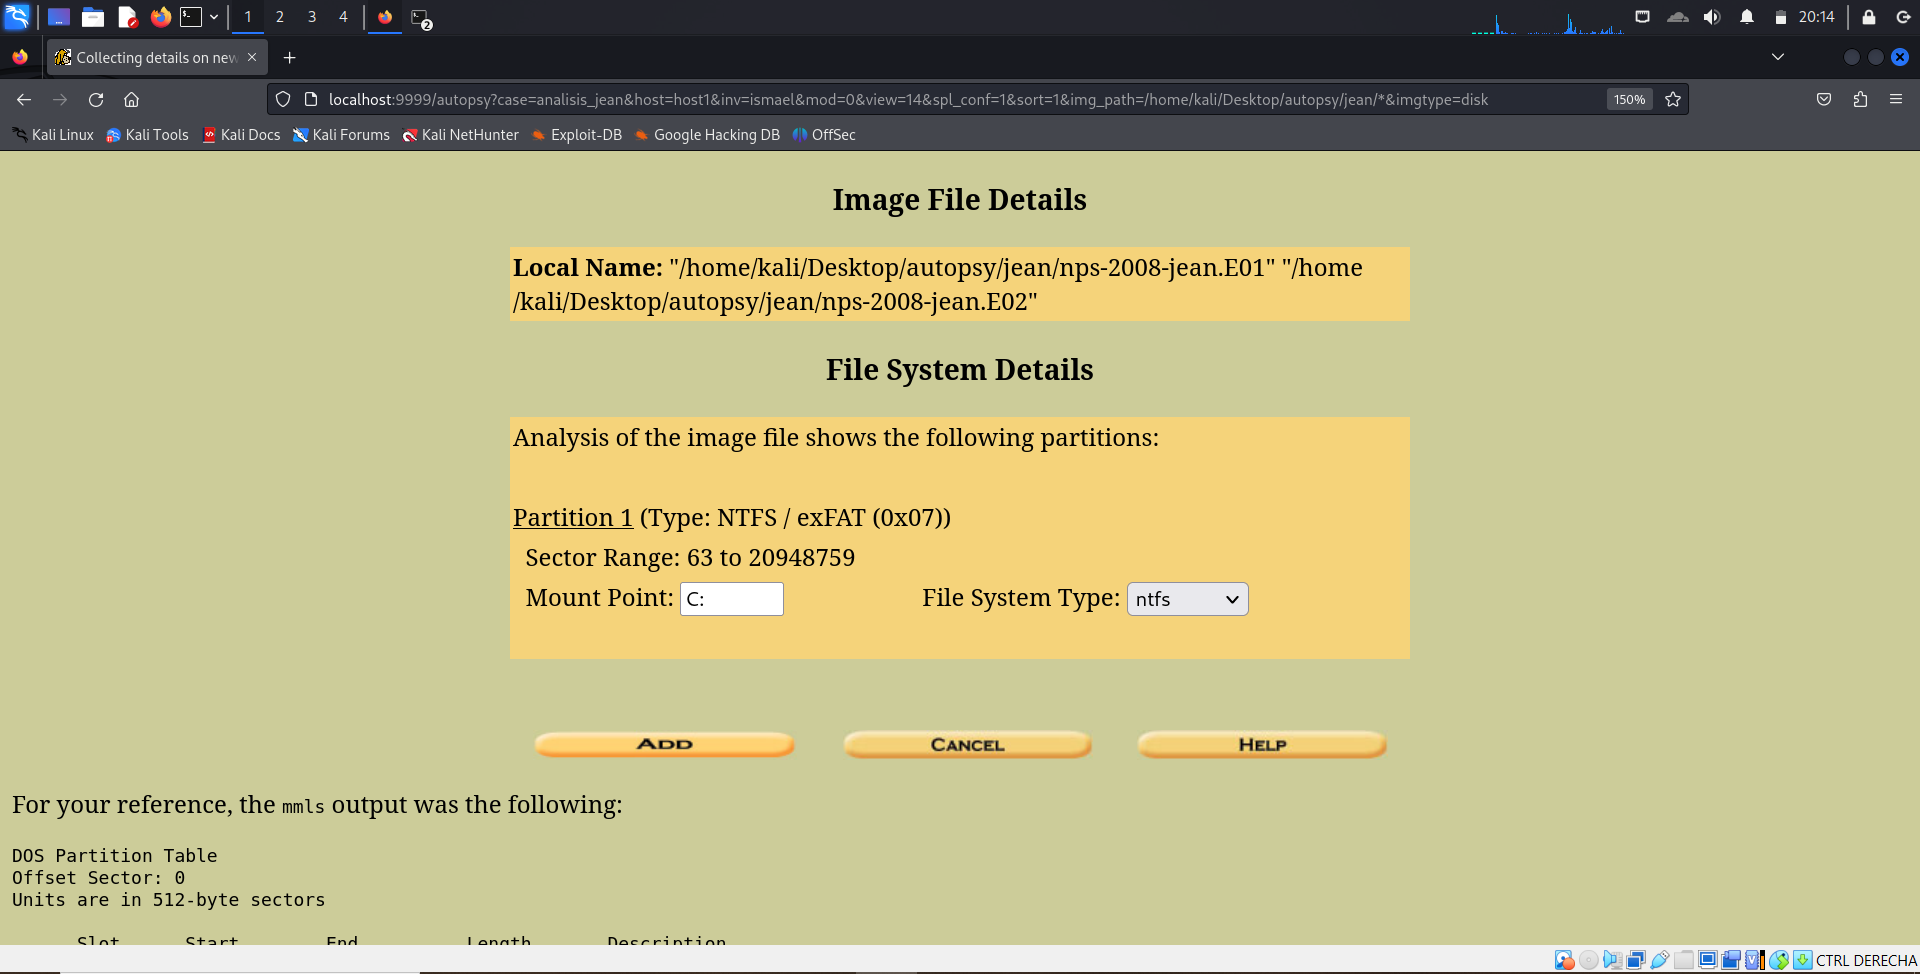 1 2 3 4 2 20:14
Collecting details on new
localhost:9999/autopsy?case=analisis_jean&host=host1&inv=ismael&mod=0&view=14&spl_conf=1&sort=1&img_path=/home/kali/Desktop/autopsy/jean/*&imgtype=disk 150%
Kali Linux Kali Tools Kali Docs Kali Forums Kali NetHunter Exploit-DB Google Hacking DB OffSec
Image File Details
Local Name: "/home/kali/Desktop/autopsy/jean/nps-2008-jean.E01" "/home
/kali/Desktop/autopsy/jean/nps-2008-jean.E02"
File System Details
Analysis of the image file shows the following partitions:
Partition 1 (Type: NTFS / exFAT (0x07))
Sector Range: 63 to 20948759
Mount Point: C: File System Type: ntfs
ADD CANCEL HELP
For your reference, the mmls output was the following:
DOS Partition Table
Offset Sector: 0
Units are in 512-byte sectors
Slot Start End Length Description
CTRL DERECHA